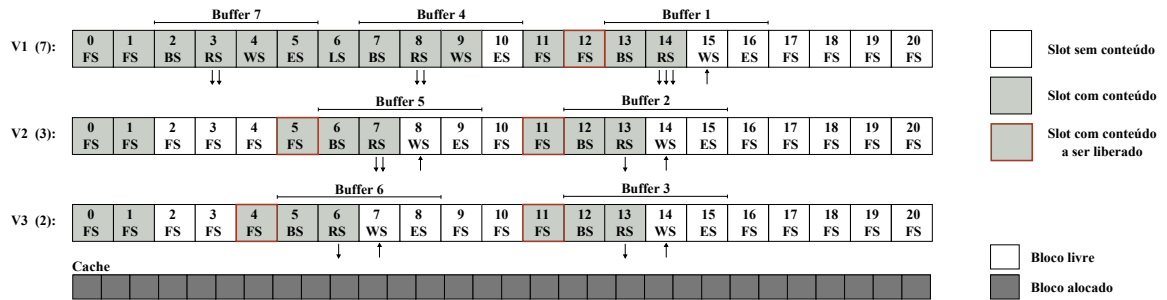 Buffer 7 Buffer 4 Buffer 1
V1 (7): 0 1 2 3 4 5 6 7 8 9 10 11 12 13 14 15 16 17 18 19 20
FS FS BS RS WS ES LS BS RS WS ES FS FS BS RS WS ES FS FS FS FS
Slot sem conteúdo
Slot com conteúdo
Buffer 5 Buffer 2
V2 (3): 0 1 2 3 4 5 6 7 8 9 10 11 12 13 14 15 16 17 18 19 20
FS FS FS FS FS FS BS RS WS ES FS FS BS RS WS ES FS FS FS FS FS
Slot com conteúdo
a ser liberado
Buffer 6 Buffer 3
V3 (2): 0 1 2 3 4 5 6 7 8 9 10 11 12 13 14 15 16 17 18 19 20
FS FS FS FS FS BS RS WS ES FS FS FS BS RS WS ES FS FS FS FS FS
Cache
Bloco livre
Bloco alocado